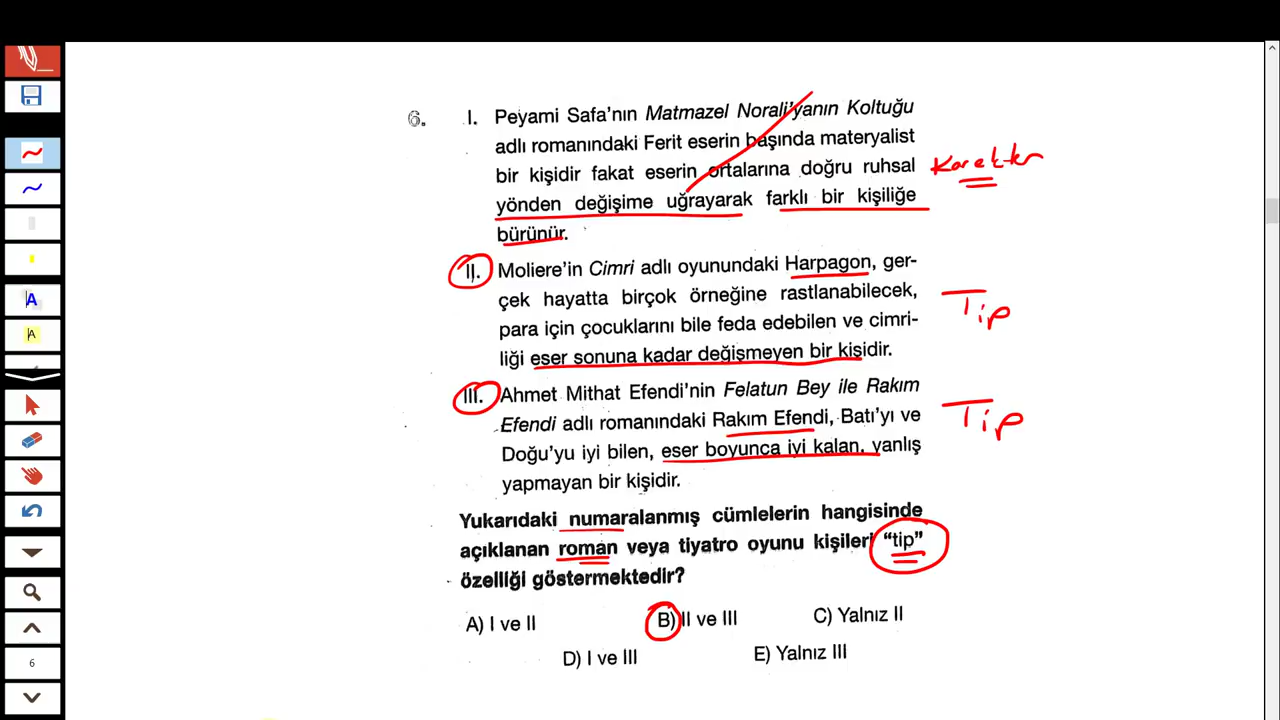 6. I. Peyami Safa'nın Matmazel Norali'yanın Koltuğu
adlı romanındaki Ferit eserin başında materyalist
bir kişidir fakat eserin ortalarına doğru ruhsal
yönden değişime uğrayarak farklı bir kişiliğe
bürünür.
Karakter
II. Moliere'in Cimri adlı oyunundaki Harpagon, ger-
çek hayatta birçok örneğine rastlanabilecek,
para için çocuklarını bile feda edebilen ve cimri-
liği eser sonuna kadar değişmeyen bir kişidir.
Tip
III. Ahmet Mithat Efendi'nin Felatun Bey ile Rakım
Efendi adlı romanındaki Rakım Efendi, Batı'yı ve
Doğu'yu iyi bilen, eser boyunca iyi kalan, yanlış
yapmayan bir kişidir.
Tip
Yukarıdaki numaralanmış cümlelerin hangisinde
açıklanan roman veya tiyatro oyunu kişileri "tip"
özelliği göstermektedir?
A) I ve II B) II ve III C) Yalnız II
D) I ve III E) Yalnız III
A
A
6